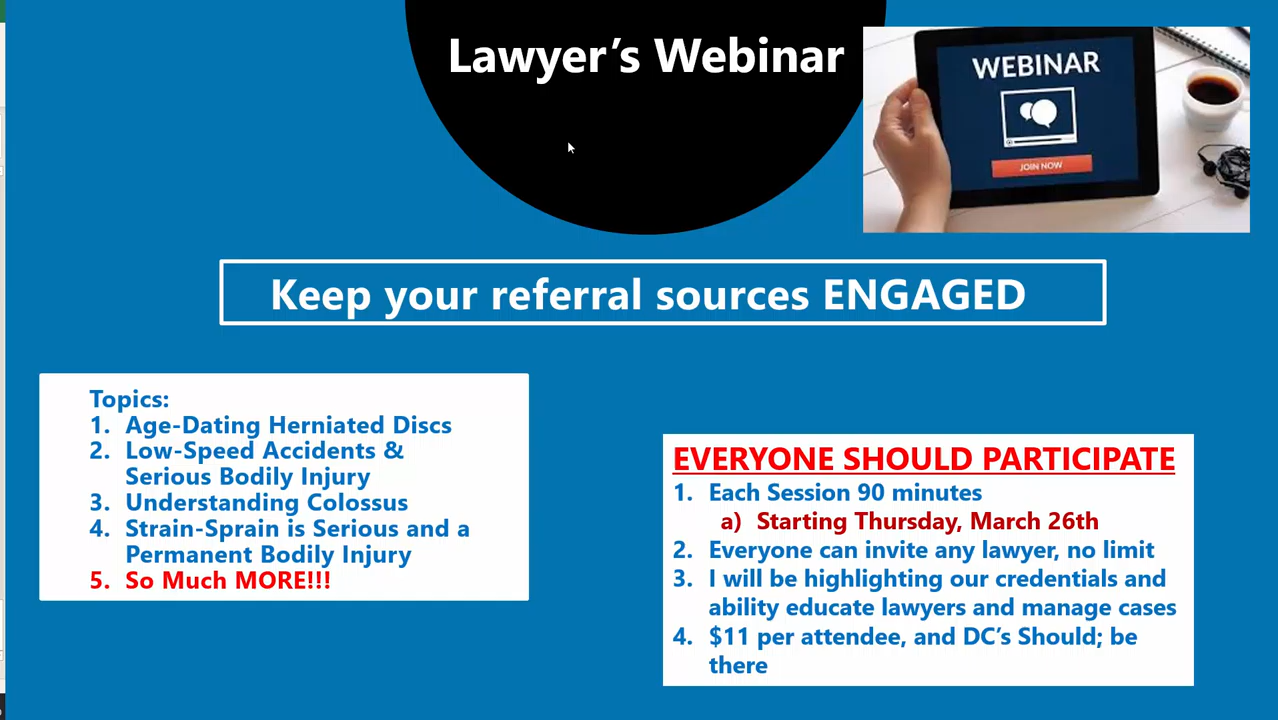 Lawyer's Webinar
WEBINAR
JOIN NOW
Keep your referral sources ENGAGED
Topics:
1. Age-Dating Herniated Discs
2. Low-Speed Accidents &
Serious Bodily Injury
3. Understanding Colossus
4. Strain-Sprain is Serious and a
Permanent Bodily Injury
5. So Much MORE!!!
EVERYONE SHOULD PARTICIPATE
1. Each Session 90 minutes
a) Starting Thursday, March 26th
2. Everyone can invite any lawyer, no limit
3. I will be highlighting our credentials and
ability educate lawyers and manage cases
4. $11 per attendee, and DC's Should; be
there